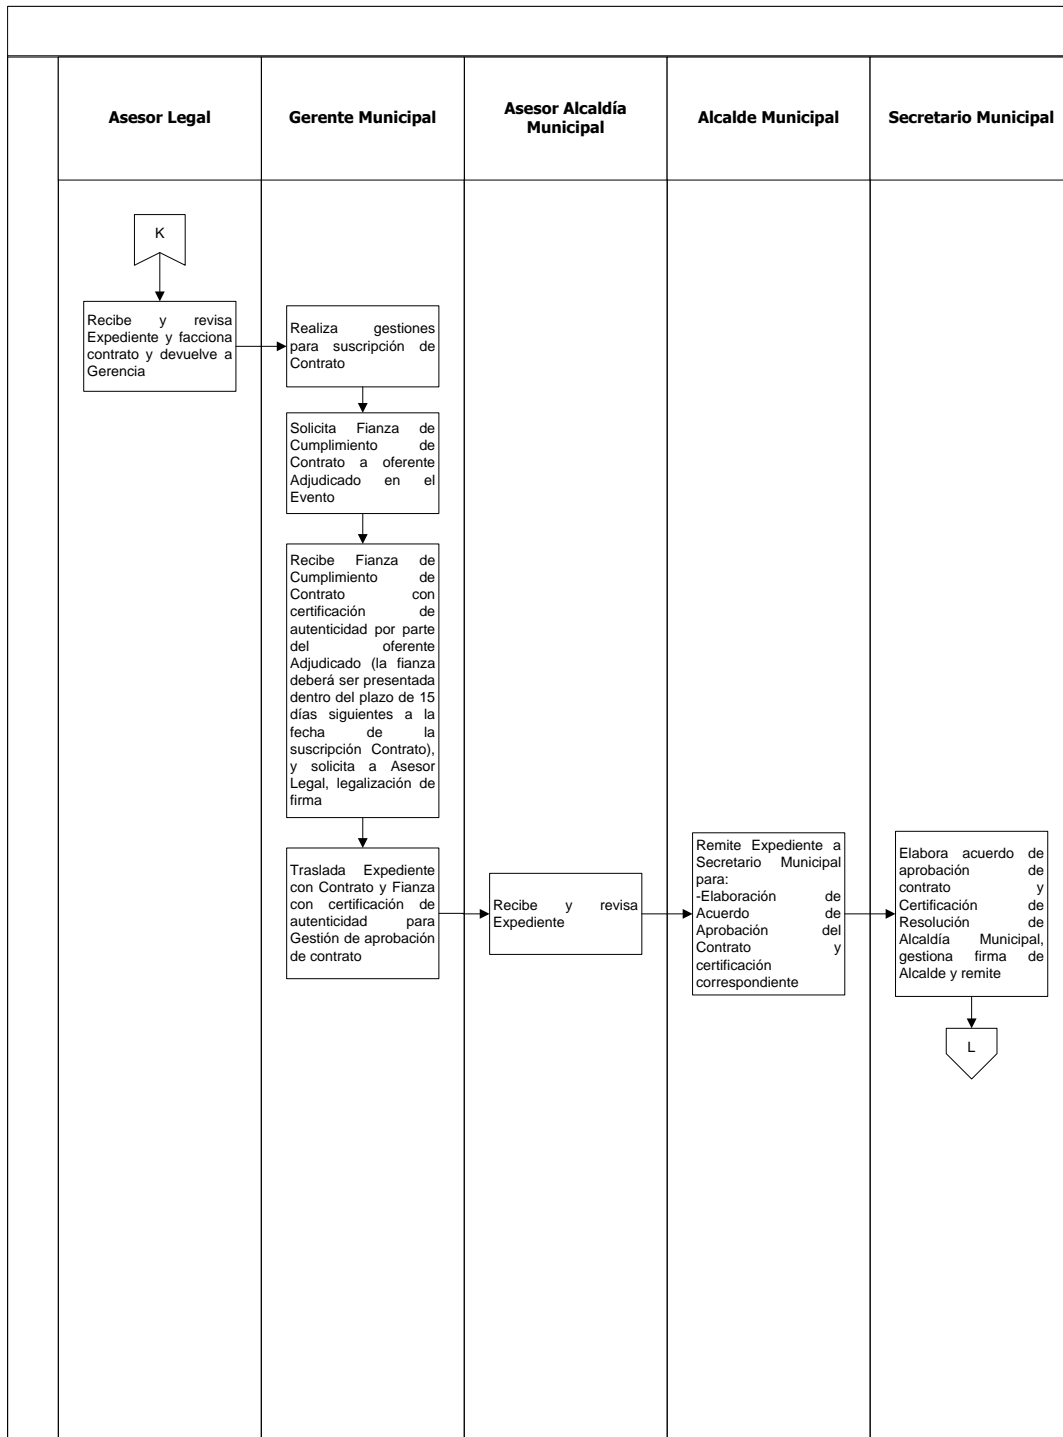 Asesor Legal
Gerente Municipal
Asesor Alcaldía
Municipal
Alcalde Municipal
Secretario Municipal
K
Recibe y revisa
Expediente y facciona
contrato y devuelve a
Gerencia
Realiza gestiones
para suscripción de
Contrato
Solicita Fianza de
Cumplimiento de
Contrato a oferente
Adjudicado en el
Evento
Recibe Fianza de
Cumplimiento de
Contrato con
certificación de
autenticidad por parte
del oferente
Adjudicado (la fianza
deberá ser presentada
dentro del plazo de 15
días siguientes a la
fecha de la
suscripción Contrato),
y solicita a Asesor
Legal, legalización de
firma
Traslada Expediente
con Contrato y Fianza
con certificación de
autenticidad para
Gestión de aprobación
de contrato
Recibe y revisa
Expediente
Remite Expediente a
Secretario Municipal
para:
-Elaboración de
Acuerdo de
Aprobación del
Contrato y
certificación
correspondiente
Elabora acuerdo de
aprobación de
contrato y
Certificación de
Resolución de
Alcaldía Municipal,
gestiona firma de
Alcalde y remite
L